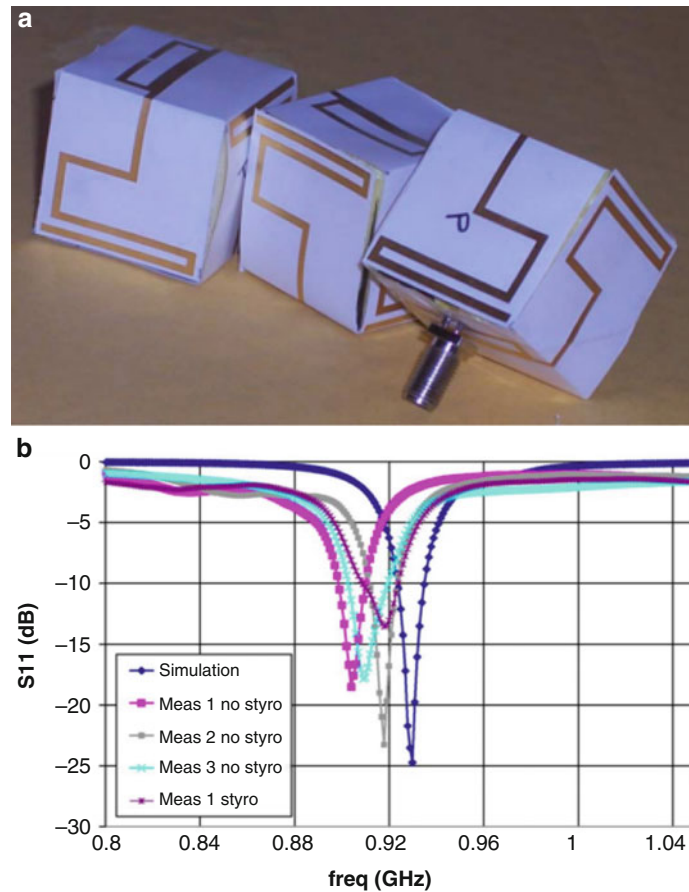 a
P
b
0
−5
−10
−15
−20
−25
−30
S11 (dB)
Simulation
Meas 1 no styro
Meas 2 no styro
Meas 3 no styro
Meas 1 styro
0.8
0.84
0.88
0.92
0.96
1
1.04
freq (GHz)